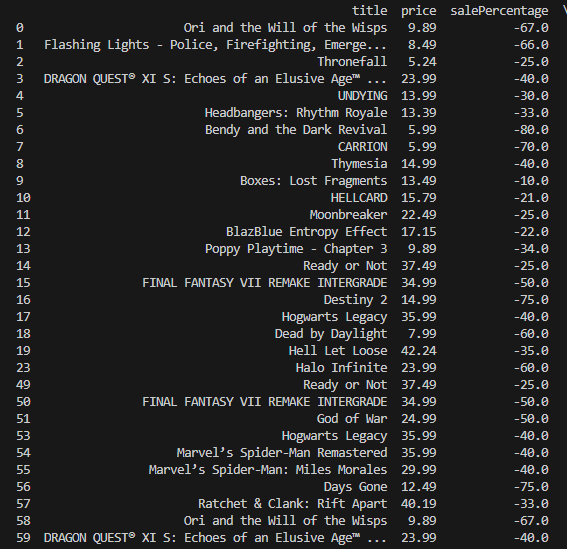 title price salePercentage \
0 Ori and the Will of the Wisps 9.89 -67.0
1 Flashing Lights - Police, Firefighting, Emerge... 8.49 -66.0
2 Thronefall 5.24 -25.0
3 DRAGON QUEST® XI S: Echoes of an Elusive Age™ ... 23.99 -40.0
4 UNDYING 13.99 -30.0
5 Headbangers: Rhythm Royale 13.39 -33.0
6 Bendy and the Dark Revival 5.99 -80.0
7 CARRION 5.99 -70.0
8 Thymesia 14.99 -40.0
9 Boxes: Lost Fragments 13.49 -10.0
10 HELLCARD 15.79 -21.0
11 Moonbreaker 22.49 -25.0
12 BlazBlue Entropy Effect 17.15 -22.0
13 Poppy Playtime - Chapter 3 9.89 -34.0
14 Ready or Not 37.49 -25.0
15 FINAL FANTASY VII REMAKE INTERGRADE 34.99 -50.0
16 Destiny 2 14.99 -75.0
17 Hogwarts Legacy 35.99 -40.0
18 Dead by Daylight 7.99 -60.0
19 Hell Let Loose 42.24 -35.0
23 Halo Infinite 23.99 -60.0
49 Ready or Not 37.49 -25.0
50 FINAL FANTASY VII REMAKE INTERGRADE 34.99 -50.0
51 God of War 24.99 -50.0
53 Hogwarts Legacy 35.99 -40.0
54 Marvel’s Spider-Man Remastered 35.99 -40.0
55 Marvel’s Spider-Man: Miles Morales 29.99 -40.0
56 Days Gone 12.49 -75.0
57 Ratchet & Clank: Rift Apart 40.19 -33.0
58 Ori and the Will of the Wisps 9.89 -67.0
59 DRAGON QUEST® XI S: Echoes of an Elusive Age™ ... 23.99 -40.0